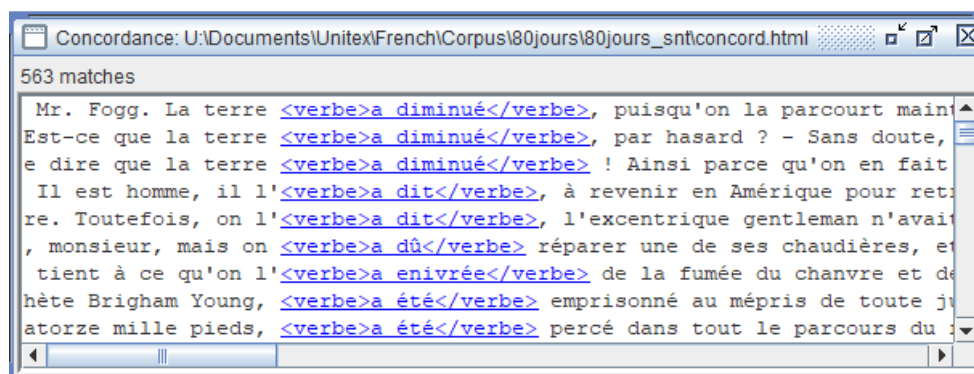 Concordance: U:\Documents\Unitex\French\Corpus\80jours\80jours_snt\concord.html
563 matches
Mr. Fogg. La terre <verbe>a diminué</verbe>, puisqu'on la parcourt maint
Est-ce que la terre <verbe>a diminué</verbe>, par hasard ? - Sans doute,
e dire que la terre <verbe>a diminué</verbe> ! Ainsi parce qu'on en fait
Il est homme, il l'<verbe>a dit</verbe>, à revenir en Amérique pour retr
re. Toutefois, on l'<verbe>a dit</verbe>, l'excentrique gentleman n'avait
, monsieur, mais on <verbe>a dû</verbe> réparer une de ses chaudières, et
tient à ce qu'on l'<verbe>a enivrée</verbe> de la fumée du chanvre et de
hète Brigham Young, <verbe>a été</verbe> emprisonné au mépris de toute ju
atorze mille pieds, <verbe>a été</verbe> percé dans tout le parcours du